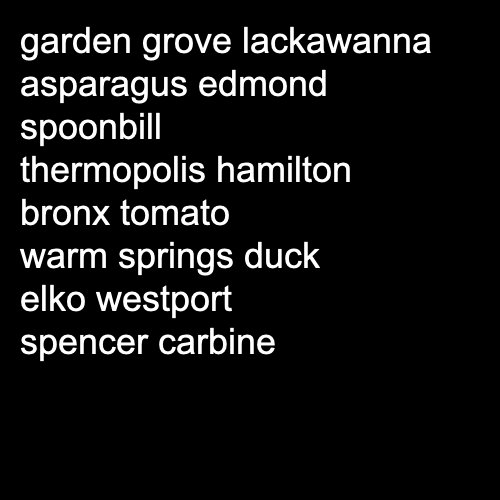 garden grove lackawanna
asparagus edmond
spoonbill
thermopolis hamilton
bronx tomato
warm springs duck
elko westport
spencer carbine